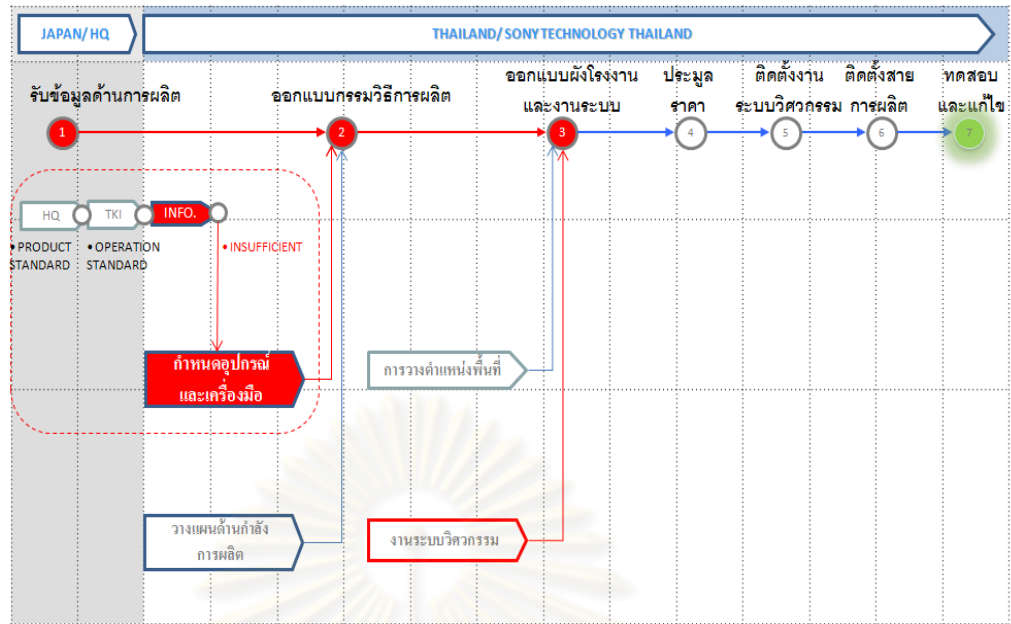 JAPAN/ HQ
THAILAND/ SONY TECHNOLOGY THAILAND
รับข้อมูลด้านการผลิต
ออกแบบกรรมวิธีการผลิต
ออกแบบผังโรงงาน
และงานระบบ
ประมูล
ราคา
ติดตั้งงาน
ระบบวิศวกรรม
ติดตั้งสาย
การผลิต
ทดสอบ
และแก้ไข
1
2
3
4
5
6
7
HQ
TKI
INFO.
• PRODUCT
STANDARD
• OPERATION
STANDARD
• INSUFFICIENT
กำหนดอุปกรณ์
และเครื่องมือ
การวางตำแหน่งพื้นที่
วางแผนด้านกำลัง
การผลิต
งานระบบวิศวกรรม